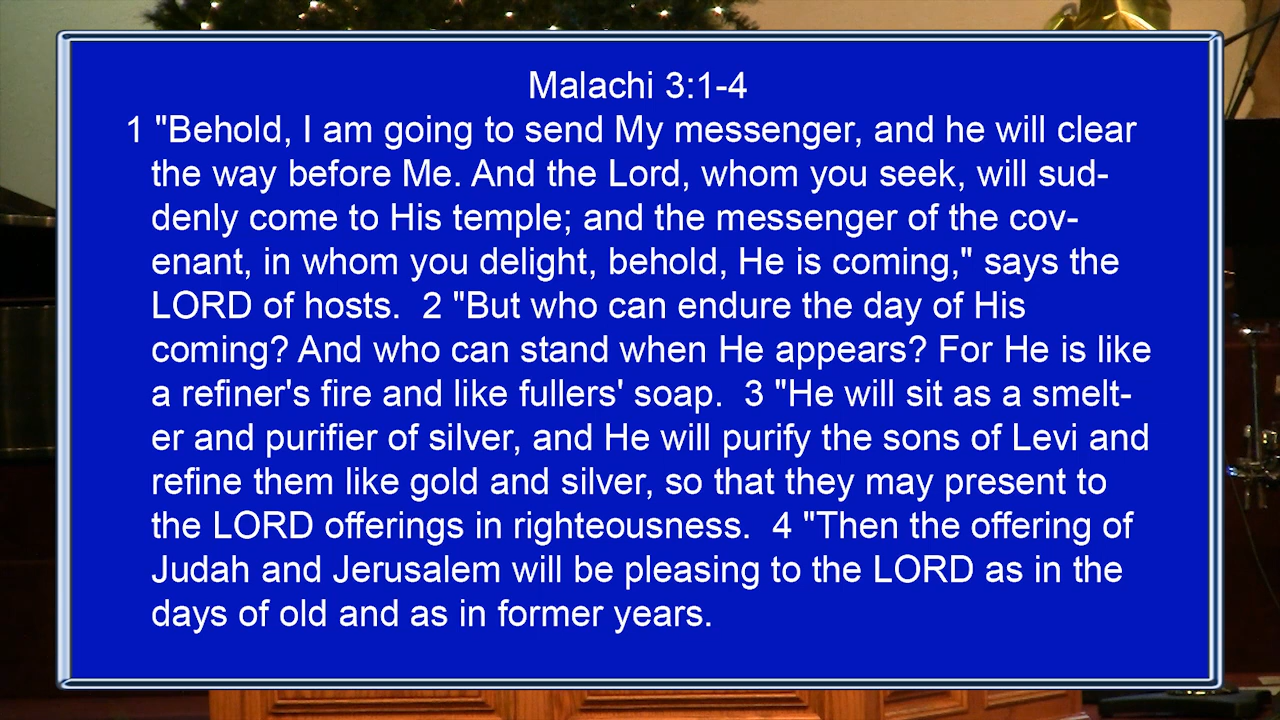 Malachi 3:1-4
1 "Behold, I am going to send My messenger, and he will clear
the way before Me. And the Lord, whom you seek, will sud-
denly come to His temple; and the messenger of the cov-
enant, in whom you delight, behold, He is coming," says the
LORD of hosts.  2 "But who can endure the day of His
coming? And who can stand when He appears? For He is like
a refiner's fire and like fullers' soap.  3 "He will sit as a smelt-
er and purifier of silver, and He will purify the sons of Levi and
refine them like gold and silver, so that they may present to
the LORD offerings in righteousness.  4 "Then the offering of
Judah and Jerusalem will be pleasing to the LORD as in the
days of old and as in former years.